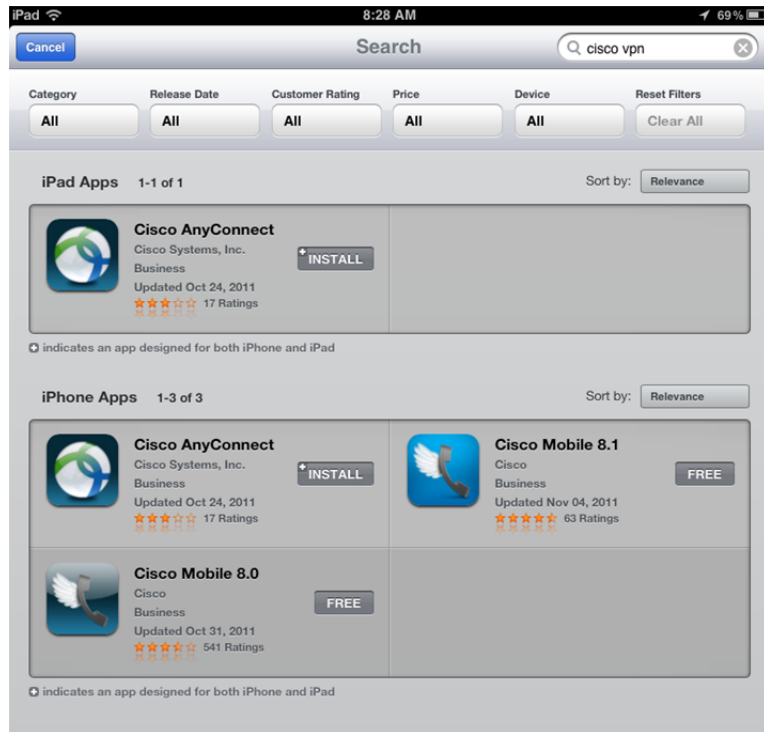 iPad 8:28 AM 69%
Cancel Search cisco vpn
Category Release Date Customer Rating Price Device Reset Filters
All All All All All Clear All
iPad Apps 1-1 of 1 Sort by: Relevance
Cisco AnyConnect
Cisco Systems, Inc.
Business
Updated Oct 24, 2011
17 Ratings
INSTALL
indicates an app designed for both iPhone and iPad
iPhone Apps 1-3 of 3 Sort by: Relevance
Cisco AnyConnect
Cisco Systems, Inc.
Business
Updated Oct 24, 2011
17 Ratings
INSTALL
Cisco Mobile 8.1
Cisco
Business
Updated Nov 04, 2011
63 Ratings
FREE
Cisco Mobile 8.0
Cisco
Business
Updated Oct 31, 2011
541 Ratings
FREE
indicates an app designed for both iPhone and iPad